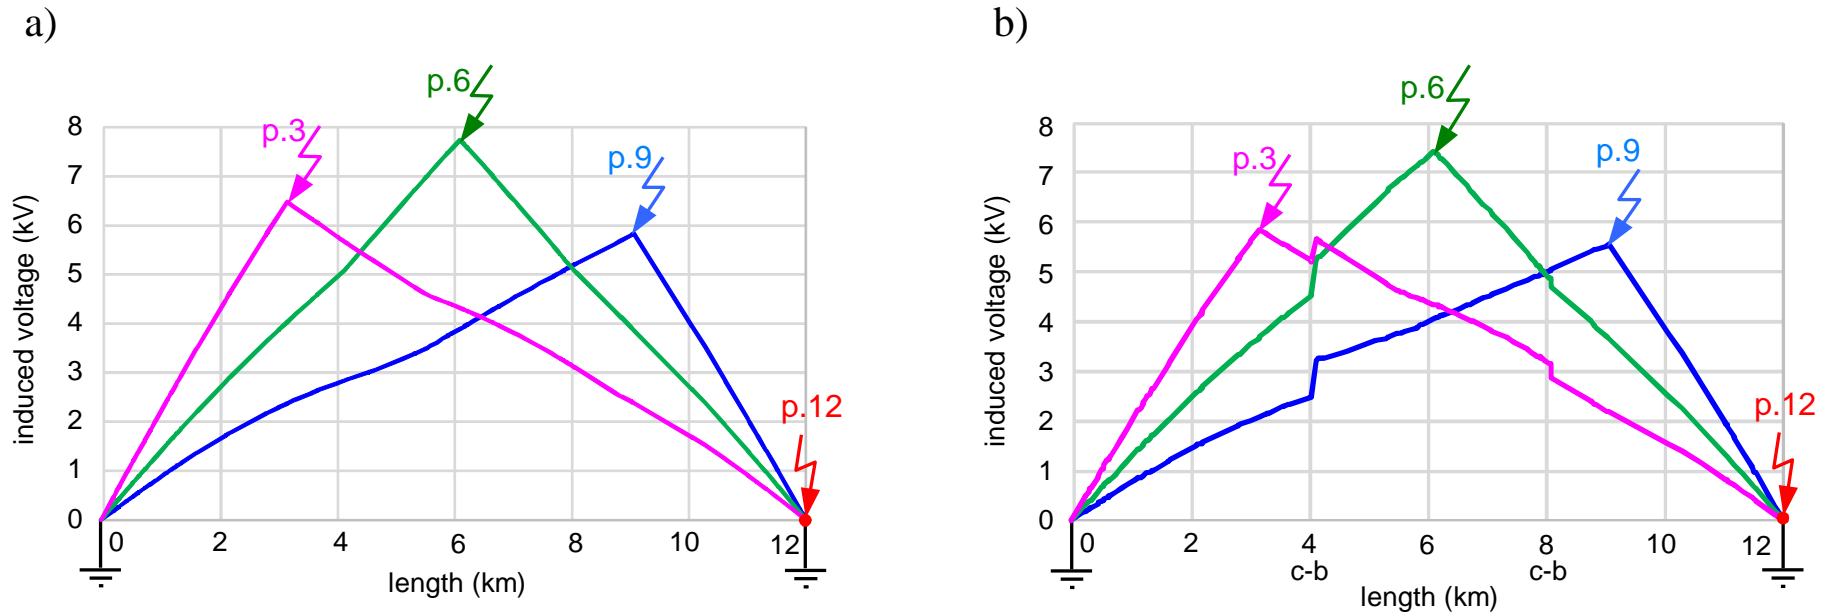 a)
p.6
p.3
p.9
p.12
8
7
6
5
4
3
2
1
0
induced voltage (kV)
0 2 4 6 8 10 12
length (km)
b)
p.6
p.3
p.9
p.12
8
7
6
5
4
3
2
1
0
induced voltage (kV)
0 2 4 6 8 10 12
c-b c-b
length (km)